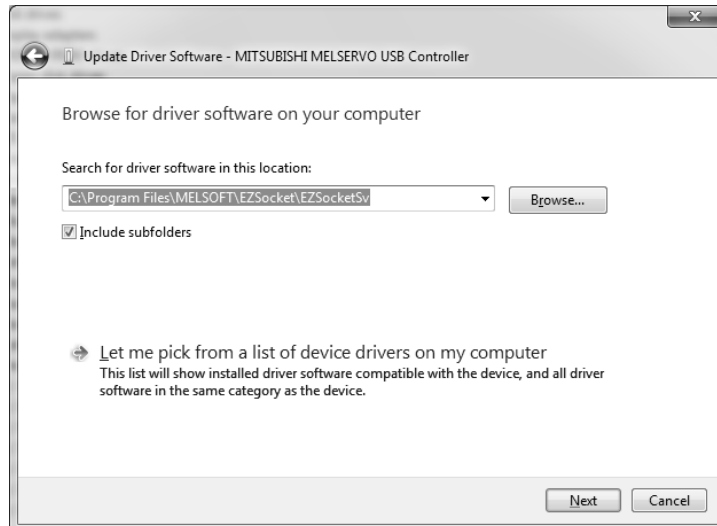 Update Driver Software - MITSUBISHI MELSERVO USB Controller
Browse for driver software on your computer
Search for driver software in this location:
C:\Program Files\MELSOFT\EZSocket\EZSocketSv
Browse...
Include subfolders
Let me pick from a list of device drivers on my computer
This list will show installed driver software compatible with the device, and all driver
software in the same category as the device.
Next Cancel